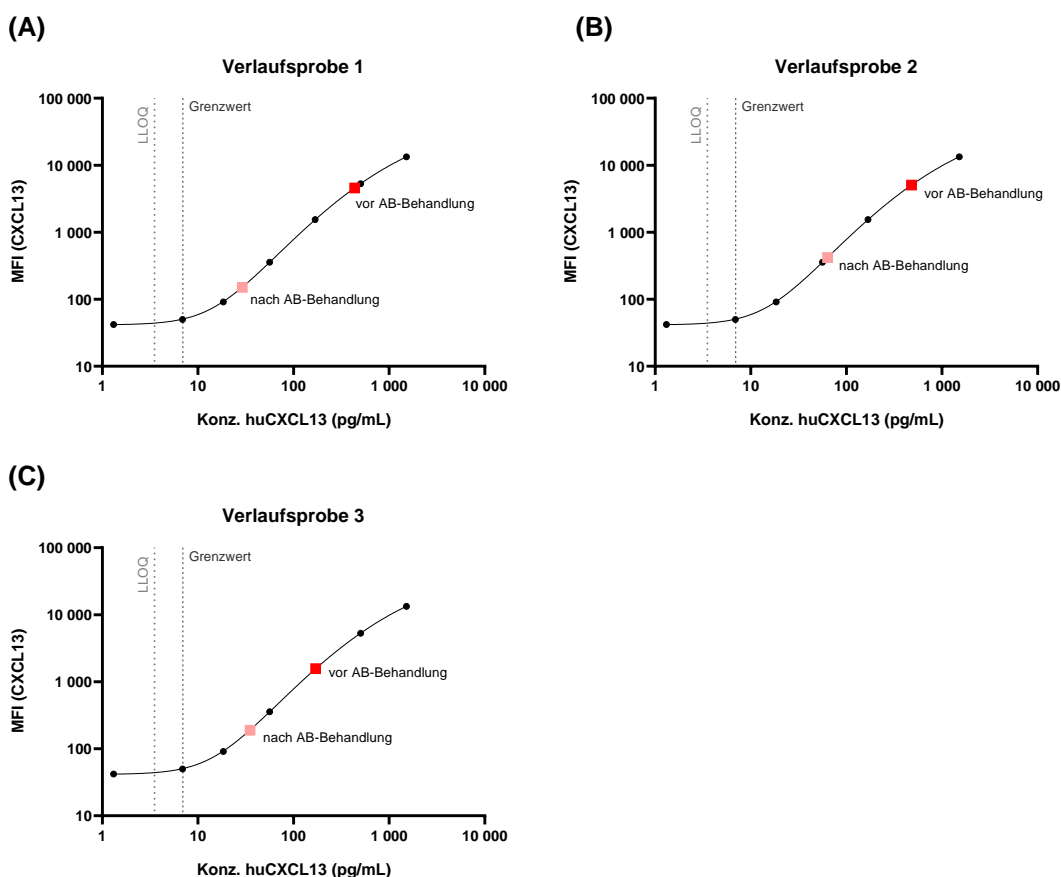 (A)
Verlaufsprobe 1
100 000
10 000
1 000
100
10
MFI (CXCL13)
LLOQ
Grenzwert
vor AB-Behandlung
nach AB-Behandlung
1 10 100 1 000 10 000
Konz. huCXCL13 (pg/mL)
(B)
Verlaufsprobe 2
100 000
10 000
1 000
100
10
MFI (CXCL13)
LLOQ
Grenzwert
vor AB-Behandlung
nach AB-Behandlung
1 10 100 1 000 10 000
Konz. huCXCL13 (pg/mL)
(C)
Verlaufsprobe 3
100 000
10 000
1 000
100
10
MFI (CXCL13)
LLOQ
Grenzwert
vor AB-Behandlung
nach AB-Behandlung
1 10 100 1 000 10 000
Konz. huCXCL13 (pg/mL)